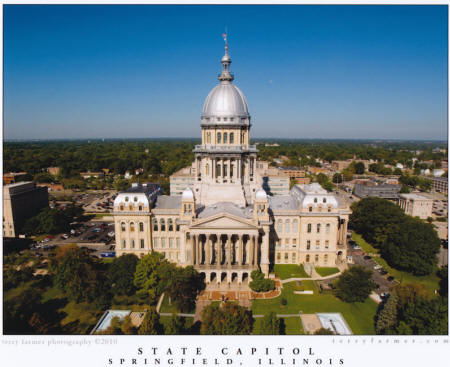 terry farmer photography ©2010
terryfarmer.com
STATE CAPITOL
SPRINGFIELD, ILLINOIS